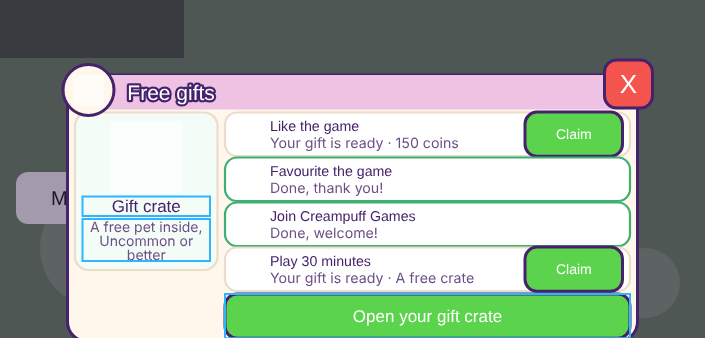 Free gifts
X
Like the game
Your gift is ready · 150 coins
Claim
Favourite the game
Done, thank you!
M
Gift crate
A free pet inside,
Uncommon or
better
Join Creampuff Games
Done, welcome!
Play 30 minutes
Your gift is ready · A free crate
Claim
Open your gift crate